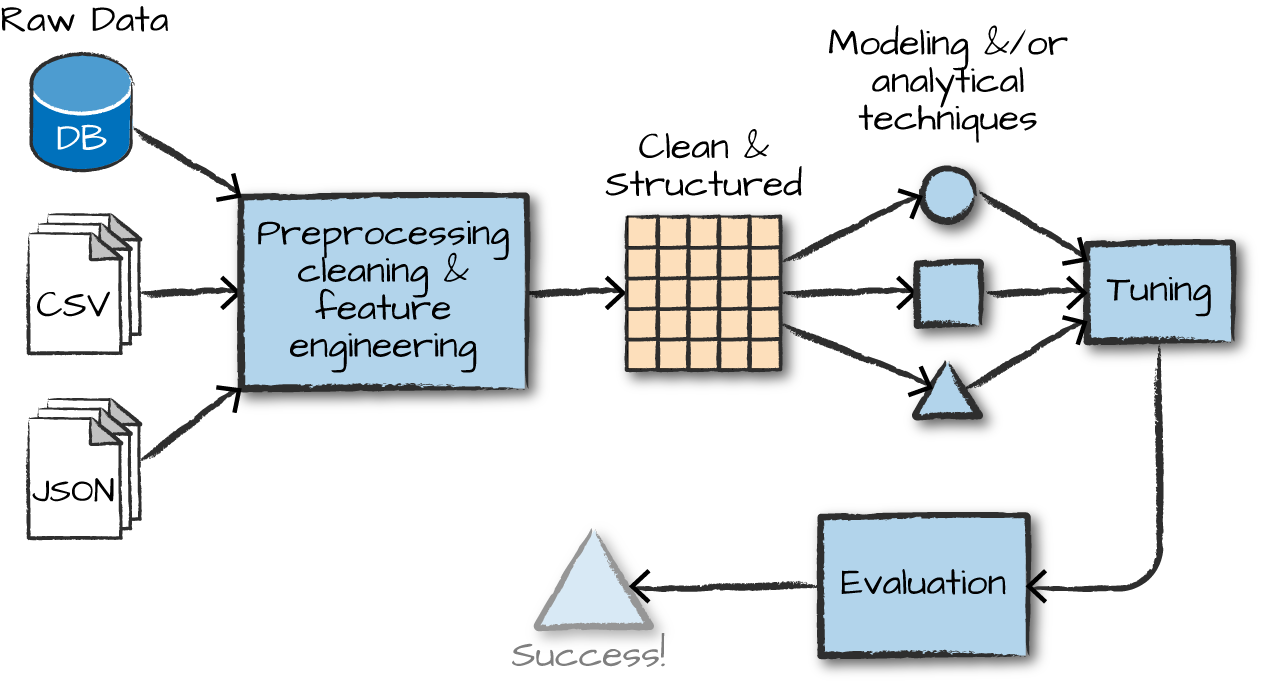 Raw Data
DB
CSV
JSON
Preprocessing
cleaning &
feature
engineering
Clean &
Structured
Modeling &/or
analytical
techniques
Tuning
Evaluation
Success!